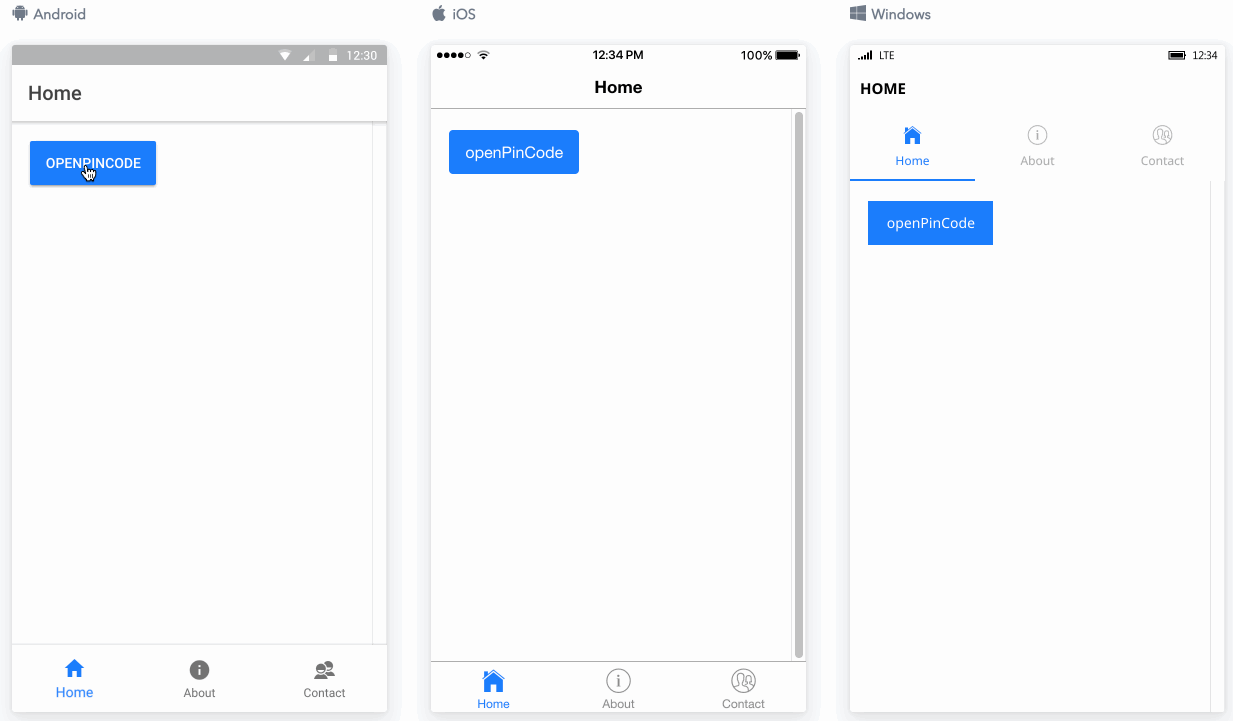 Android
12:30
Home
OPENPINCODE
Home
About
Contact
iOS
12:34 PM
100%
Home
openPinCode
Home
About
Contact
Windows
LTE
12:34
HOME
Home
About
Contact
openPinCode